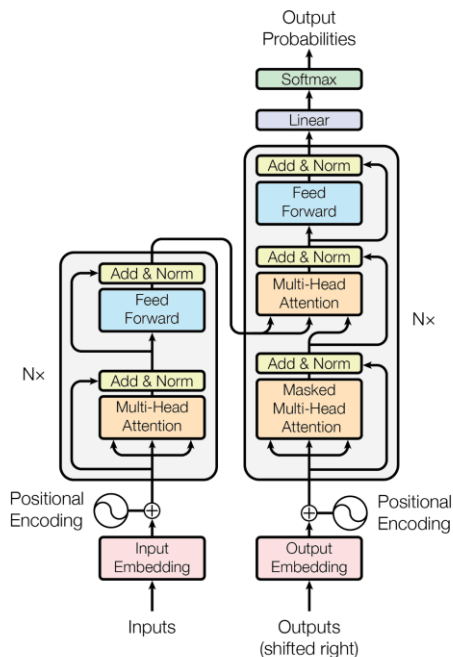 Output
Probabilities
Softmax
Linear
Add & Norm
Feed
Forward
Add & Norm
Multi-Head
Attention
Add & Norm
Masked
Multi-Head
Attention
N×
Add & Norm
Feed
Forward
N×
Add & Norm
Multi-Head
Attention
Positional
Encoding
Positional
Encoding
Input
Embedding
Output
Embedding
Inputs
Outputs
(shifted right)